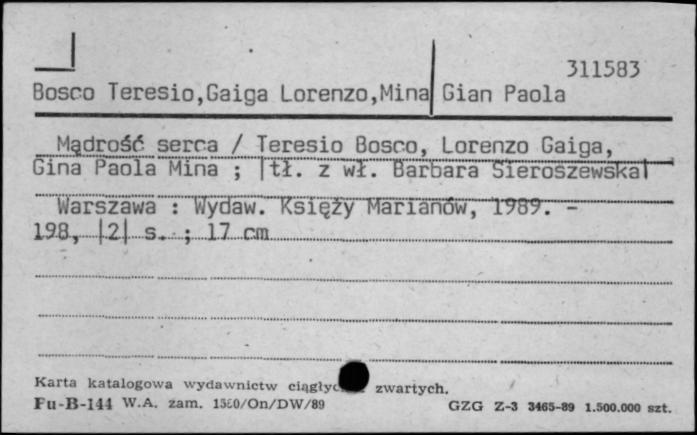 311583
Bosco Teresio,Gaiga Lorenzo,Mina Gian Paola
Mądrość serca / Teresio Bosco, Lorenzo Gaiga,
Gina Paola Mina ; |tł. z wł. Barbara Sieroszewska|
Warszawa : Wydaw. Księży Marianów, 1989. -
198, |2| s. ; 17 cm
Karta katalogowa wydawnictw zwartych.
Fu-B-144 W.A. zam. /On/DW/89 GZG Z-3 3465-89 1.500.000 szt.